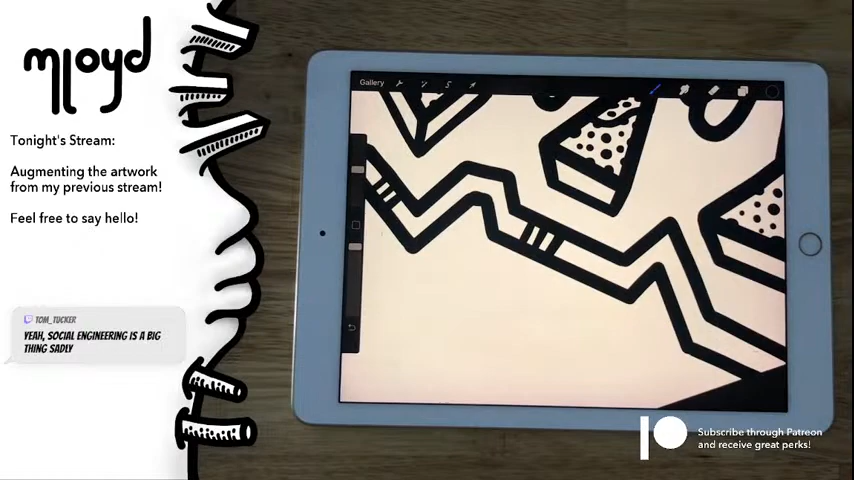 mlloyd
Tonight's Stream:
Augmenting the artwork
from my previous stream!
Feel free to say hello!
TOM_TUCKER
YEAH, SOCIAL ENGINEERING IS A BIG
THING SADLY
Gallery
Subscribe through Patreon
and receive great perks!